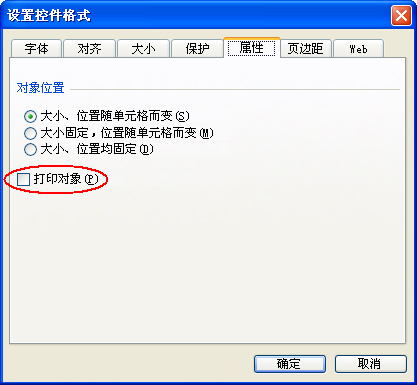 设置控件格式
字体 对齐 大小 保护 属性 页边距 Web
对象位置
大小、位置随单元格而变(S)
大小固定，位置随单元格而变(M)
大小、位置均固定(D)
打印对象(P)
确定 取消